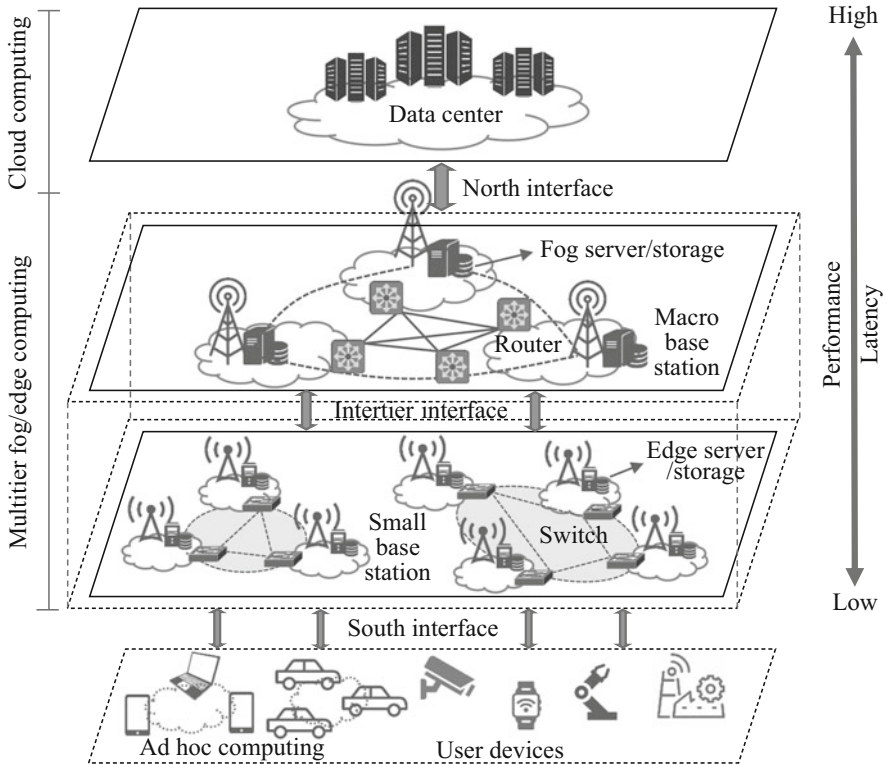 High
Cloud computing
Data center
North interface
Fog server/storage
Router
Macro
base
station
Performance
Latency
Multitier fog/edge computing
Intertier interface
Edge server
/storage
Small
base
station
Switch
Low
South interface
Ad hoc computing
User devices